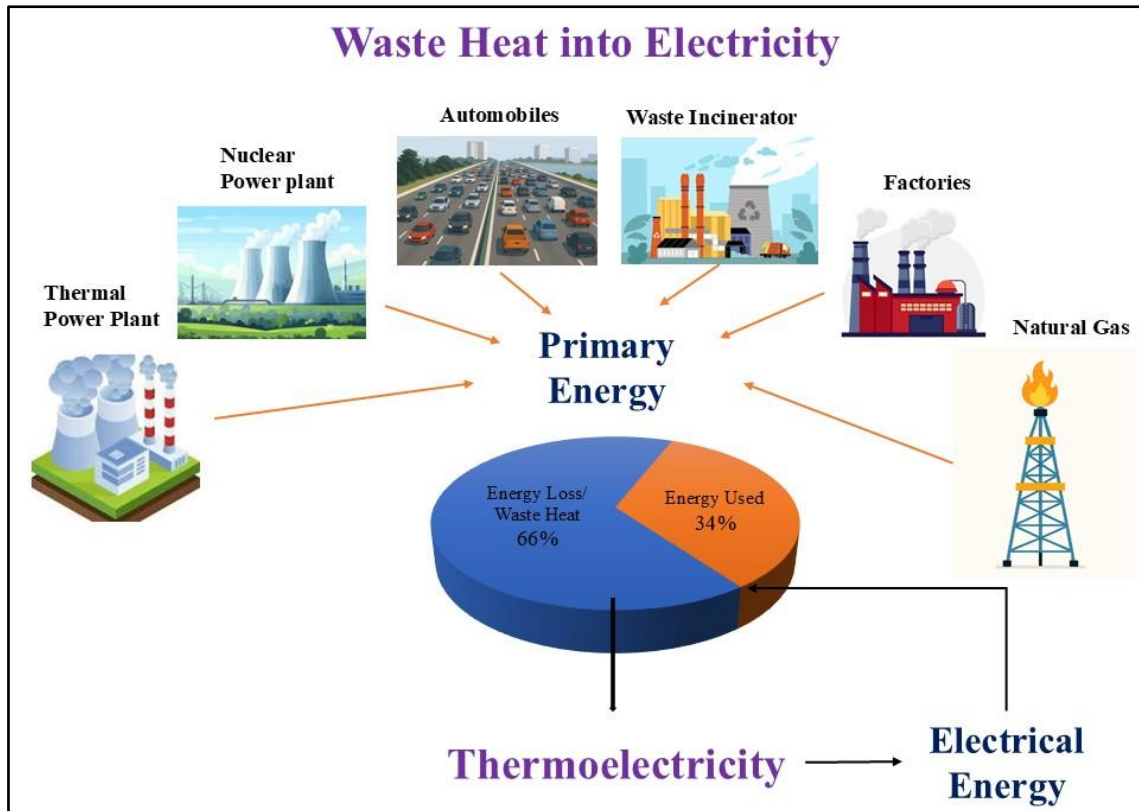 Waste Heat into Electricity
Automobiles
Waste Incinerator
Nuclear
Power plant
Factories
Thermal
Power Plant
Natural Gas
Primary
Energy
Energy Loss/
Waste Heat
66%
Energy Used
34%
Thermoelectricity
Electrical
Energy